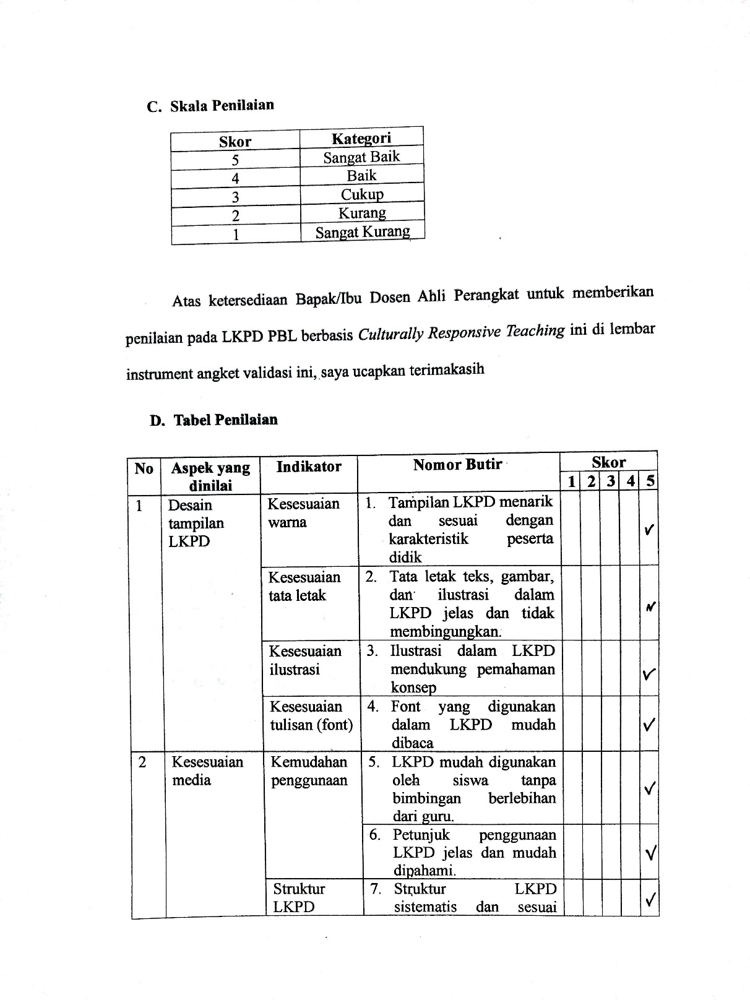 C. Skala Penilaian
Skor Kategori
5 Sangat Baik
4 Baik
3 Cukup
2 Kurang
1 Sangat Kurang
Atas ketersediaan Bapak/Ibu Dosen Ahli Perangkat untuk memberikan
penilaian pada LKPD PBL berbasis Culturally Responsive Teaching ini di lembar
instrument angket validasi ini, saya ucapkan terimakasih
D. Tabel Penilaian
No Aspek yang dinilai Indikator Nomor Butir Skor
1 2 3 4 5
1 Desain tampilan LKPD
Kesesuaian warna
1. Tampilan LKPD menarik
dan sesuai dengan
karakteristik peserta
didik
✓
Kesesuaian tata letak
2. Tata letak teks, gambar,
dan ilustrasi dalam
LKPD jelas dan tidak
membingungkan.
✓
Kesesuaian ilustrasi
3. Ilustrasi dalam LKPD
mendukung pemahaman
konsep
✓
Kesesuaian tulisan (font)
4. Font yang digunakan
dalam LKPD mudah
dibaca
✓
2 Kesesuaian media
Kemudahan penggunaan
5. LKPD mudah digunakan
oleh siswa tanpa
bimbingan berlebihan
dari guru.
✓
6. Petunjuk penggunaan
LKPD jelas dan mudah
dipahami.
✓
Struktur LKPD
7. Struktur LKPD
sistematis dan sesuai
✓